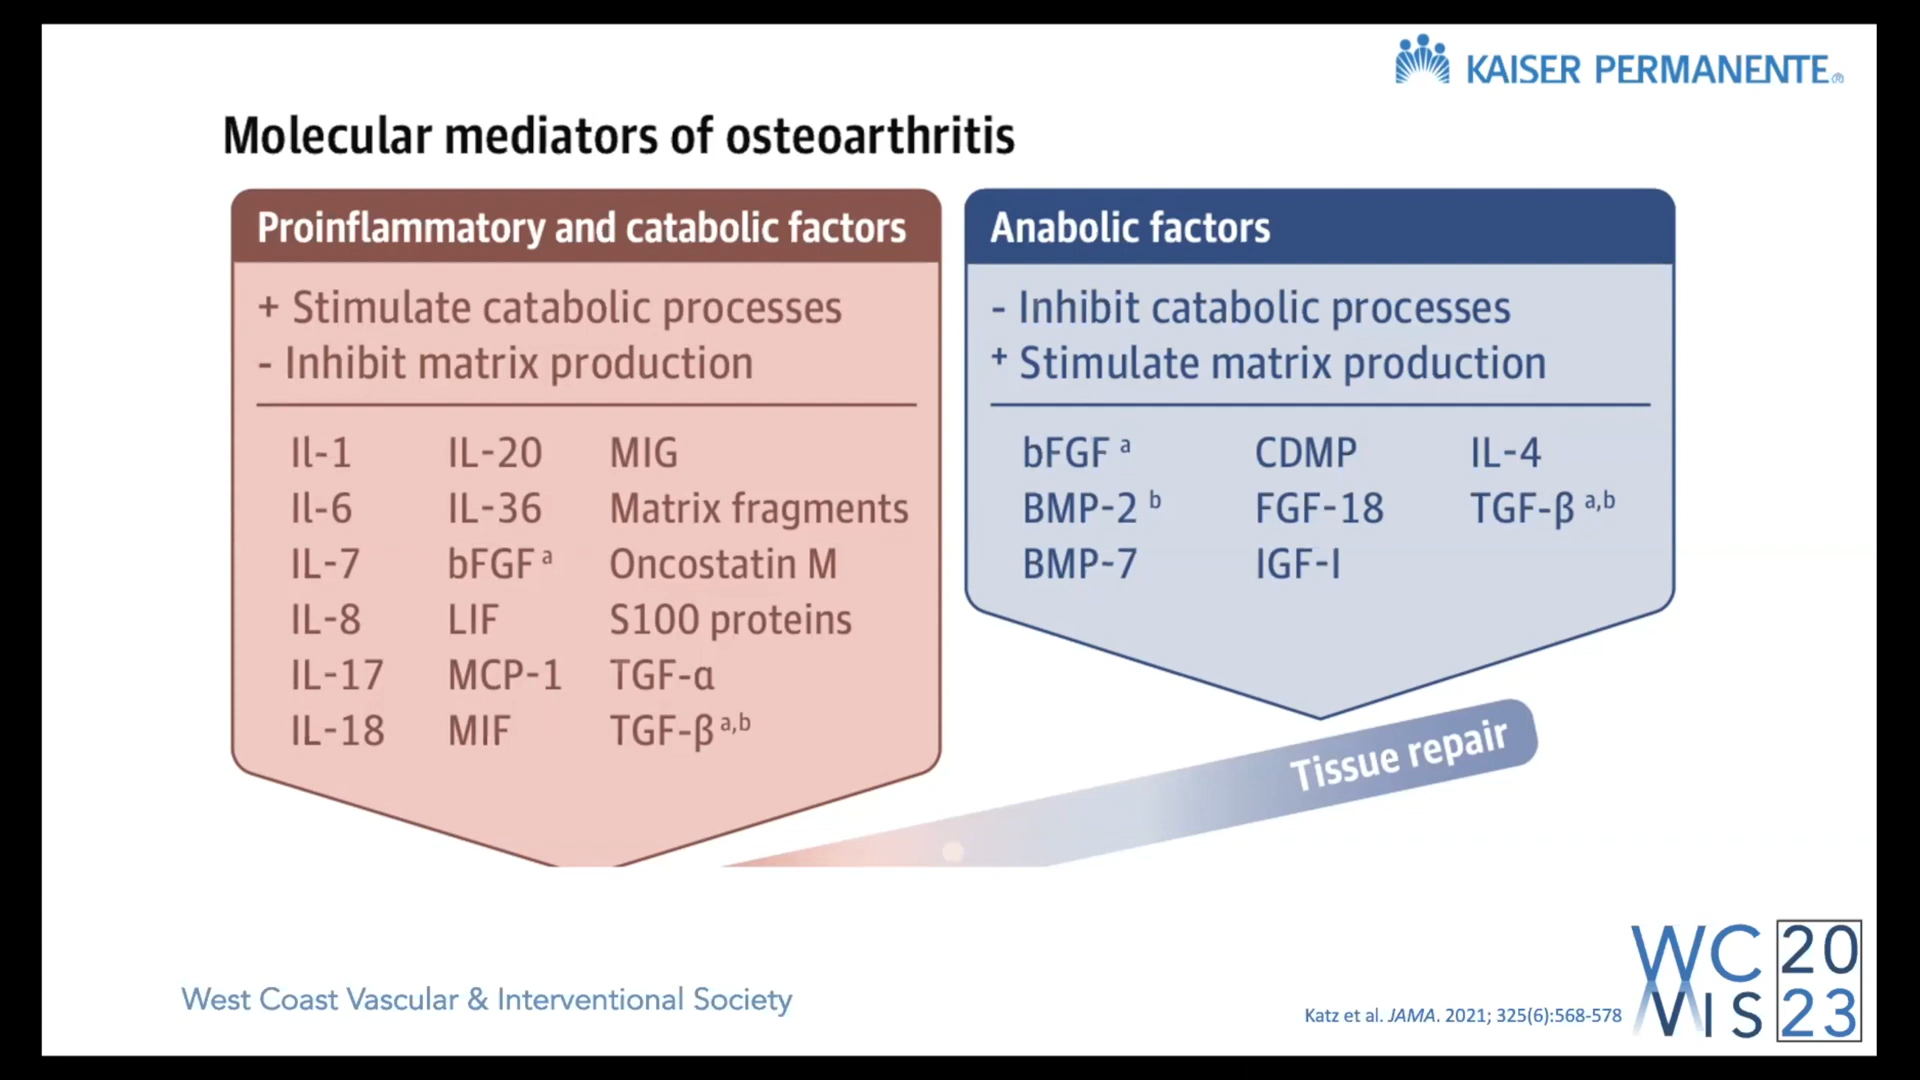 KAISER PERMANENTE®
Molecular mediators of osteoarthritis
Proinflammatory and catabolic factors
+ Stimulate catabolic processes
- Inhibit matrix production
Il-1 IL-20 MIG
Il-6 IL-36 Matrix fragments
IL-7 bFGF a Oncostatin M
IL-8 LIF S100 proteins
IL-17 MCP-1 TGF-α
IL-18 MIF TGF-β a,b
Anabolic factors
- Inhibit catabolic processes
+ Stimulate matrix production
bFGF a CDMP IL-4
BMP-2 b FGF-18 TGF-β a,b
BMP-7 IGF-I
Tissue repair
West Coast Vascular & Interventional Society
Katz et al. JAMA. 2021; 325(6):568-578
WC 20
VIS 23